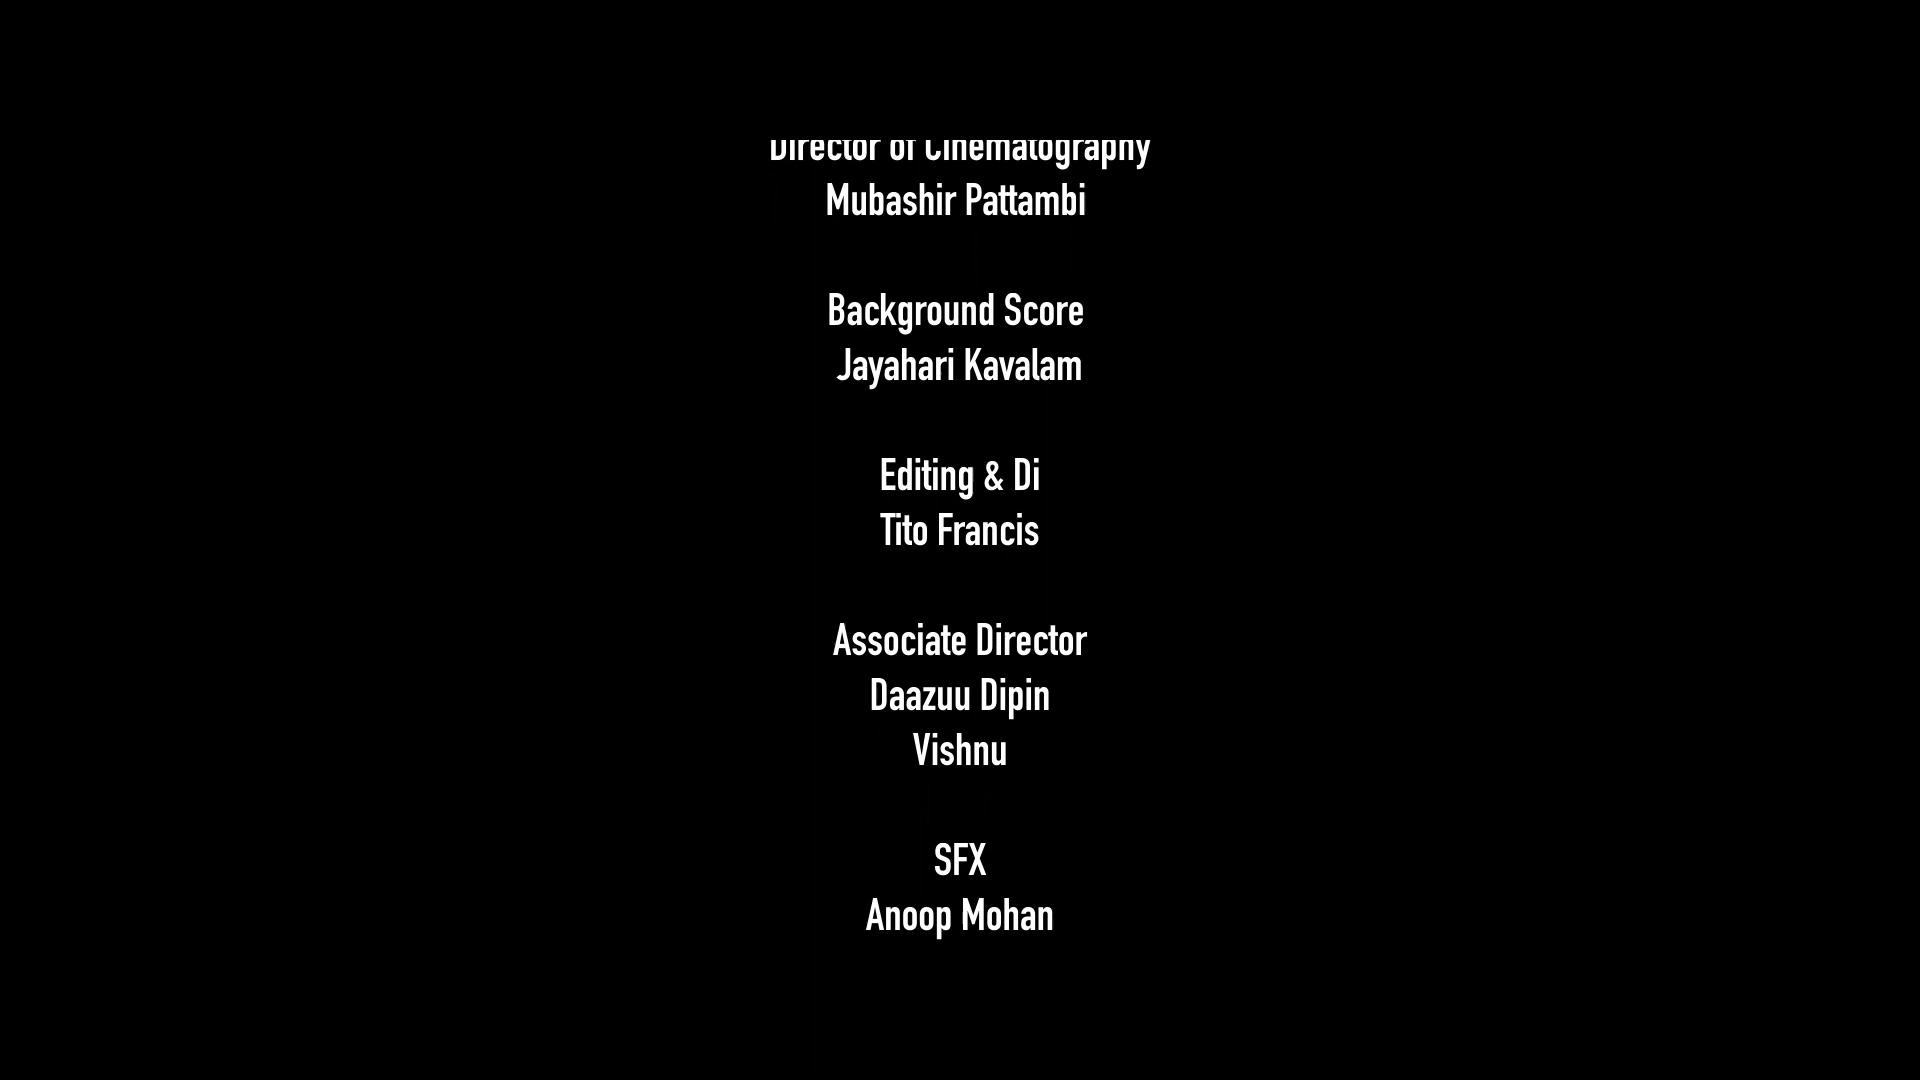 Director of Cinematography
Mubashir Pattambi
Background Score
Jayahari Kavalam
Editing & Di
Tito Francis
Associate Director
Daazuu Dipin
Vishnu
SFX
Anoop Mohan